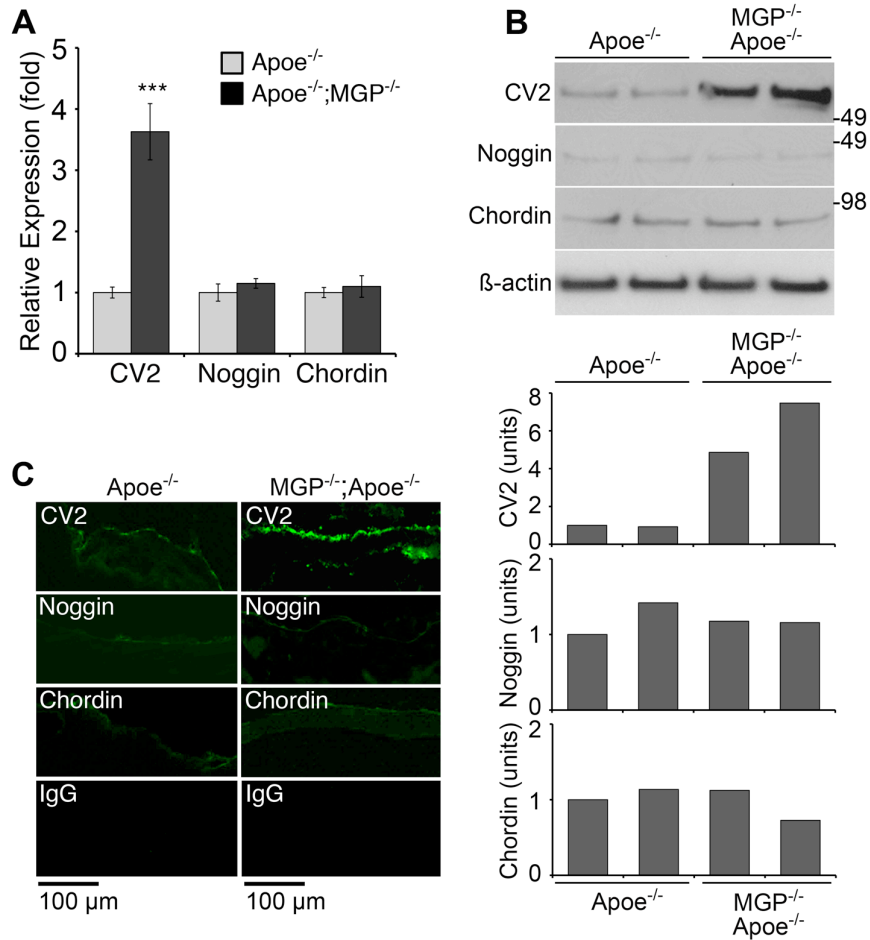 A
Relative Expression (fold)
5
4
3
2
1
0
***
Apoe-/-
Apoe-/-;MGP-/-
CV2 Noggin Chordin
B
Apoe-/-
MGP-/-
Apoe-/-
CV2
-49
-49
Noggin
-98
Chordin
ß-actin
Apoe-/-
MGP-/-
Apoe-/-
CV2 (units)
8
6
4
2
0
Noggin (units)
2
1
0
Chordin (units)
2
1
0
Apoe-/-
MGP-/-
Apoe-/-
C
Apoe-/- MGP-/-;Apoe-/-
CV2 CV2
Noggin Noggin
Chordin Chordin
IgG IgG
100 µm 100 µm